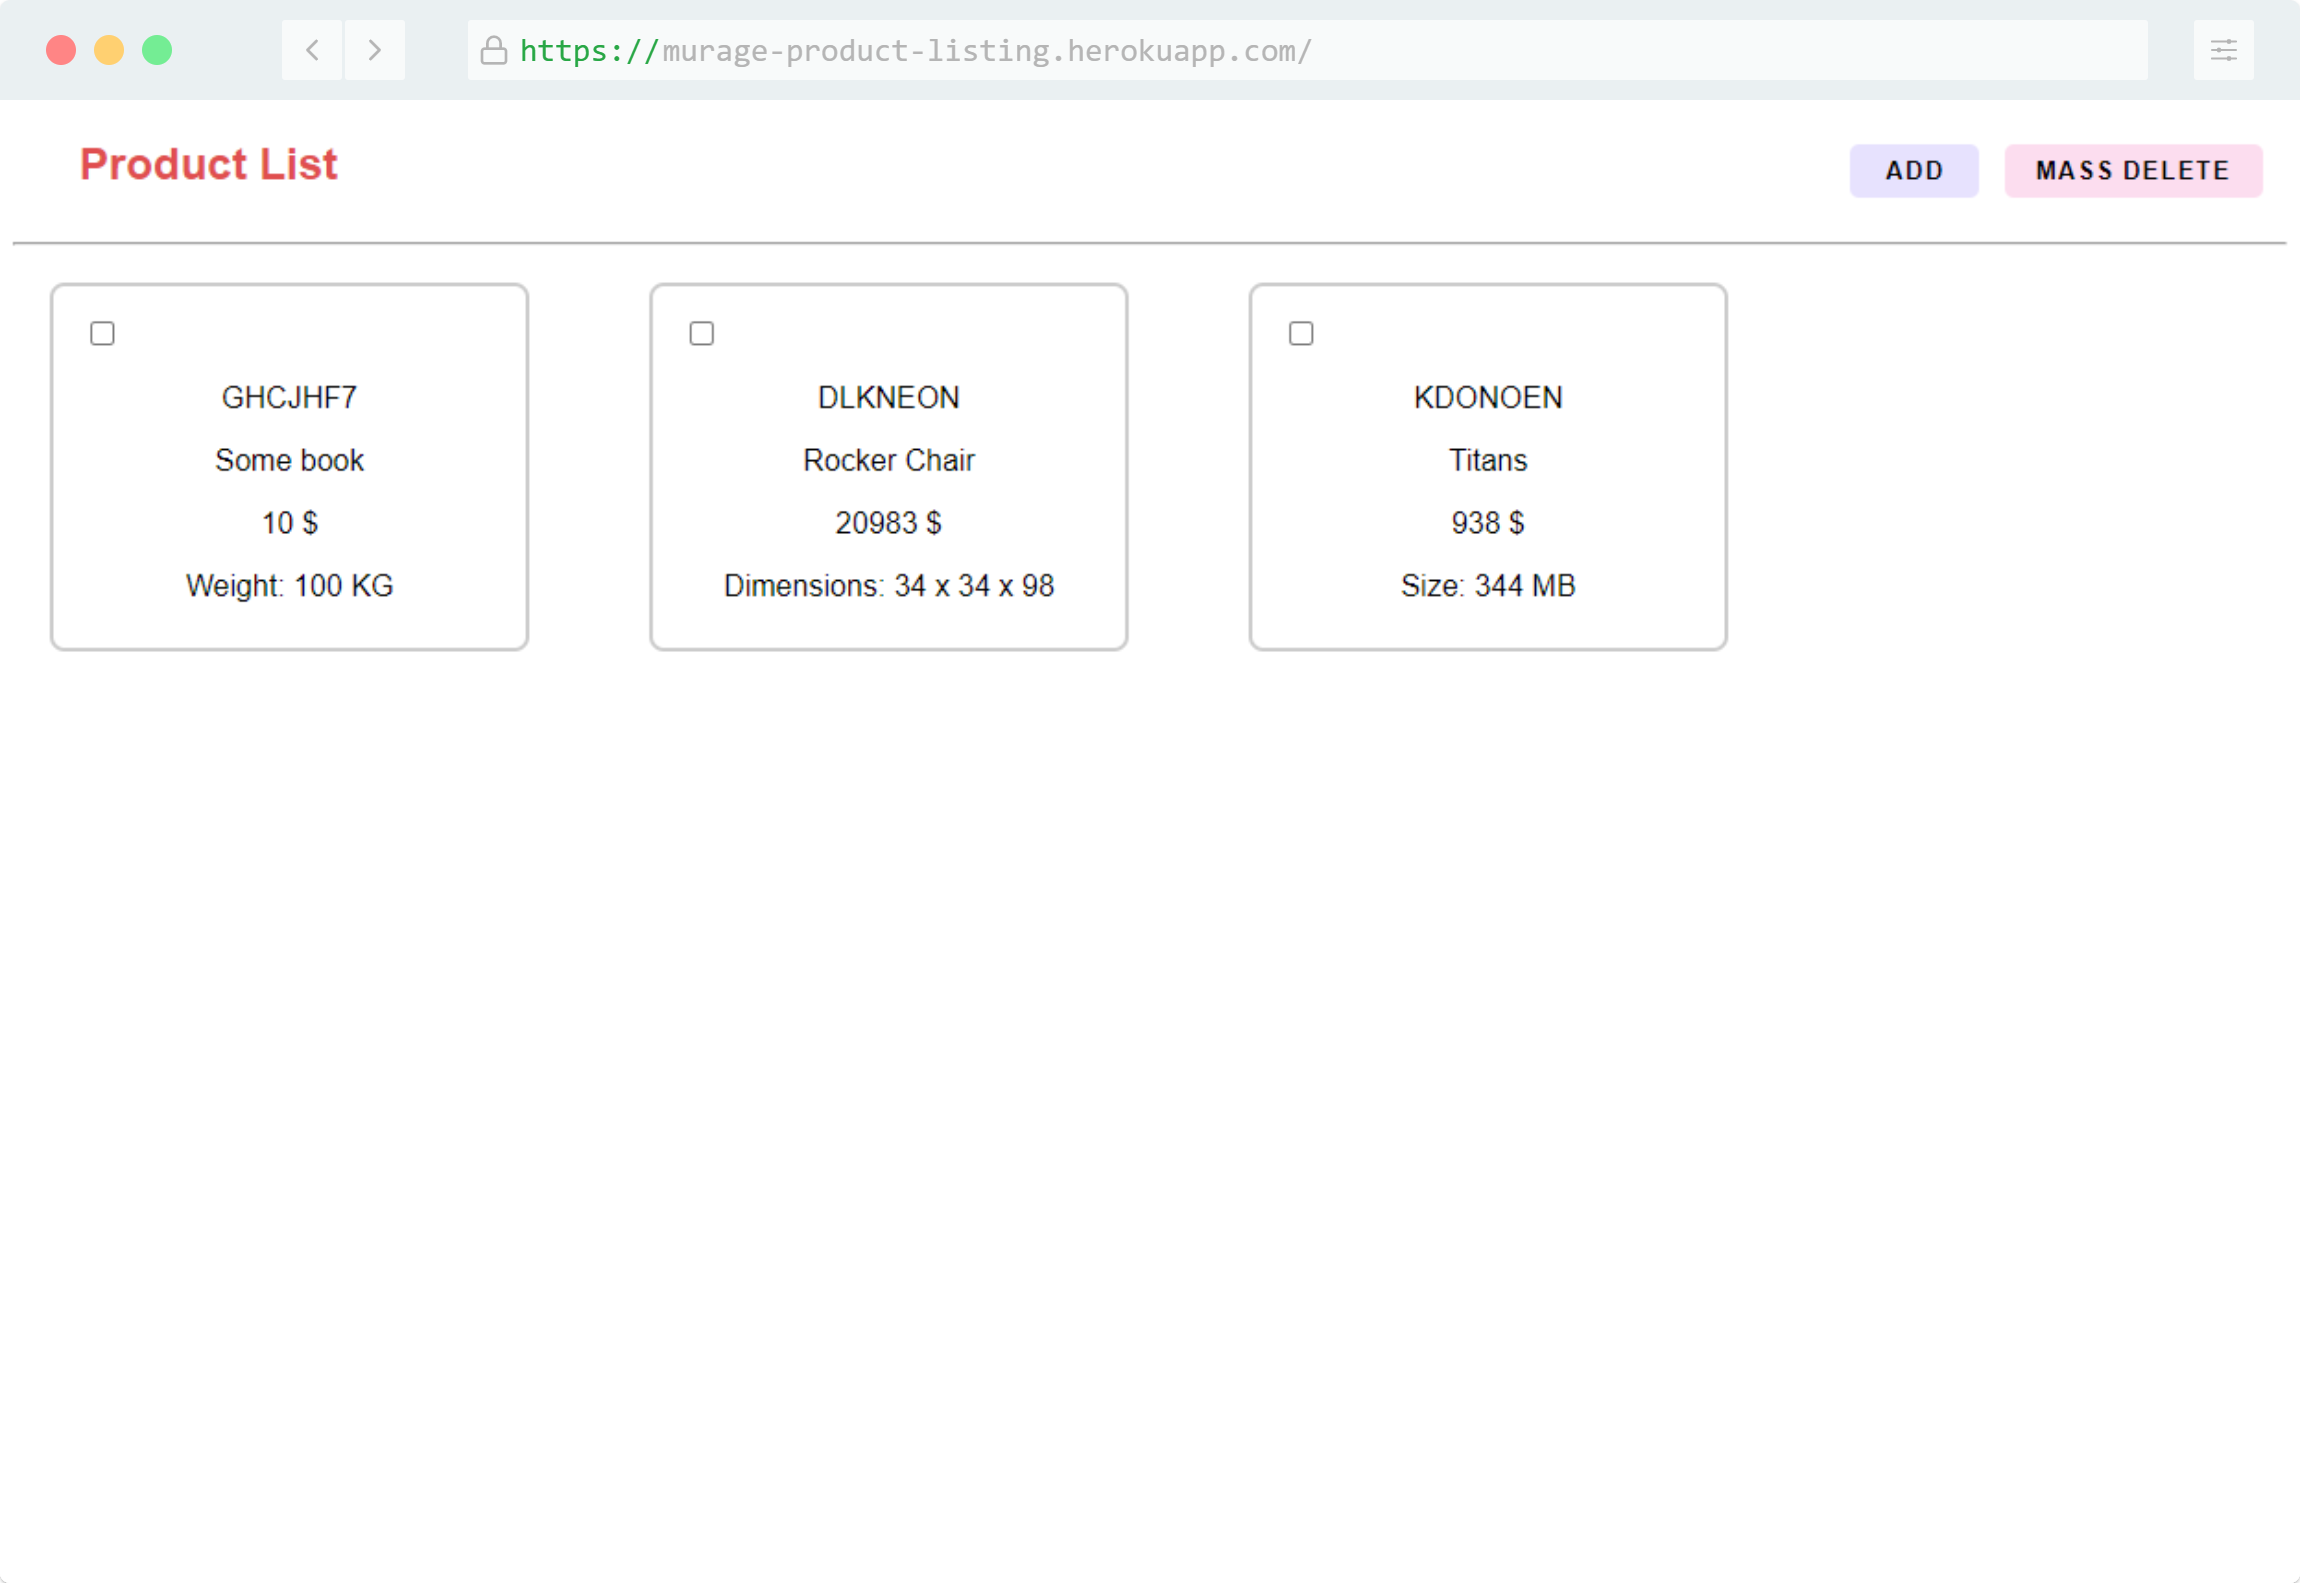 https://murage-product-listing.herokuapp.com/
Product List
ADD
MASS DELETE
GHCJHF7
Some book
10 $
Weight: 100 KG
DLKNEON
Rocker Chair
20983 $
Dimensions: 34 x 34 x 98
KDONOEN
Titans
938 $
Size: 344 MB